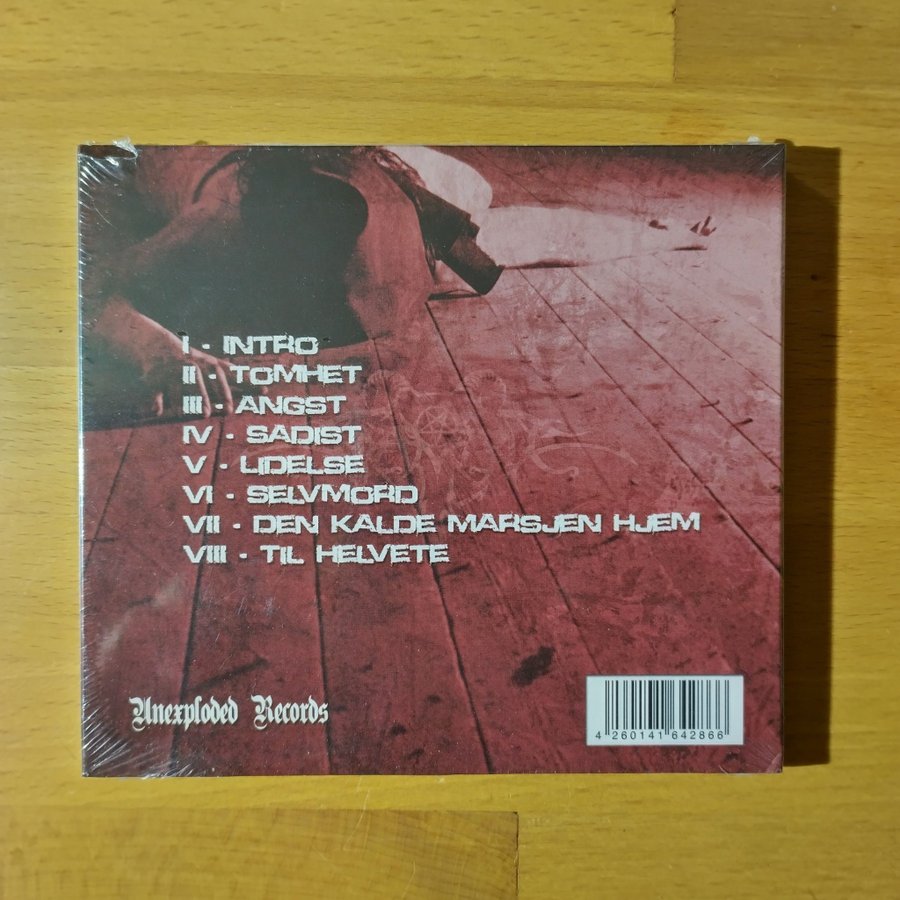 I - INTRO
II - TOMHET
III - ANGST
IV - SADIST
V - LIDELSE
VI - SELVMORD
VII - DEN KALDE MARSJEN HJEM
VIII - TIL HELVETE
Unexploded Records
4 260141 642866